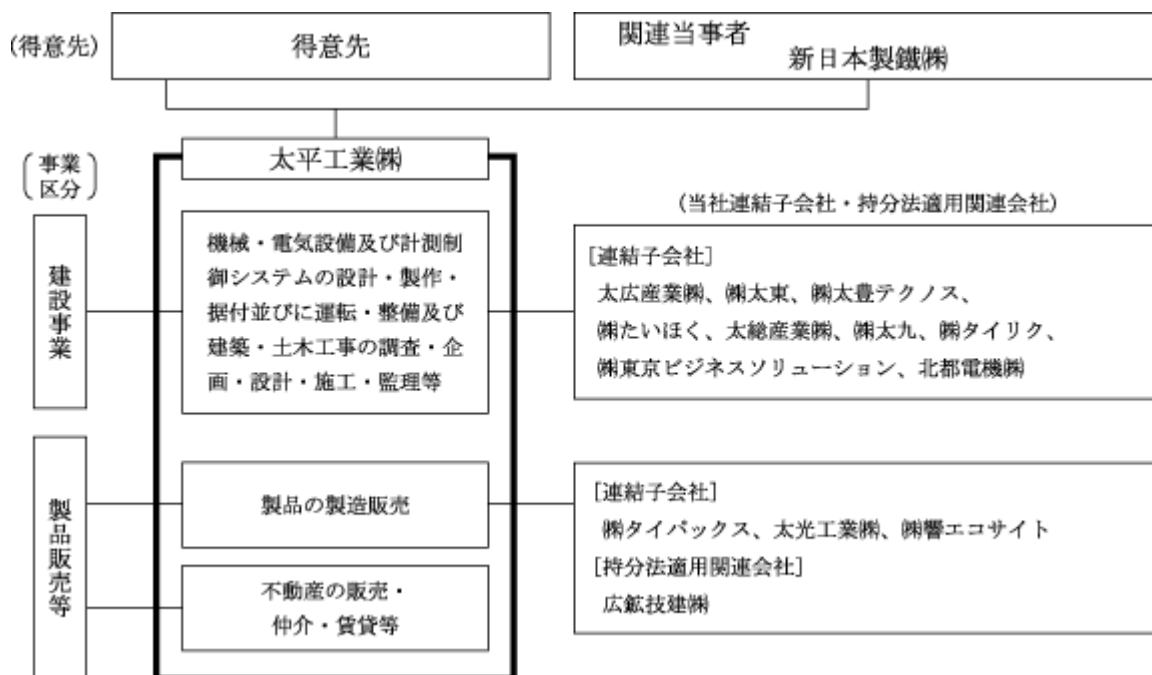 (得意先)
得意先
関連当事者
新日本製鐵㈱
太平工業㈱
事業
区分
(当社連結子会社・持分法適用関連会社)
建設事業
機械・電気設備及び計測制
御システムの設計・製作・
据付並びに運転・整備及び
建築・土木工事の調査・企
画・設計・施工・監理等
[連結子会社]
太広産業㈱、㈱太東、㈱太豊テクノス、
㈱たいほく、太総産業㈱、㈱太九、㈱タイリク、
㈱東京ビジネスソリューション、北都電機㈱
製品販売等
製品の製造販売
[連結子会社]
㈱タイパックス、太光工業㈱、㈱響エコサイト
[持分法適用関連会社]
広鉱技建㈱
不動産の販売・
仲介・賃貸等